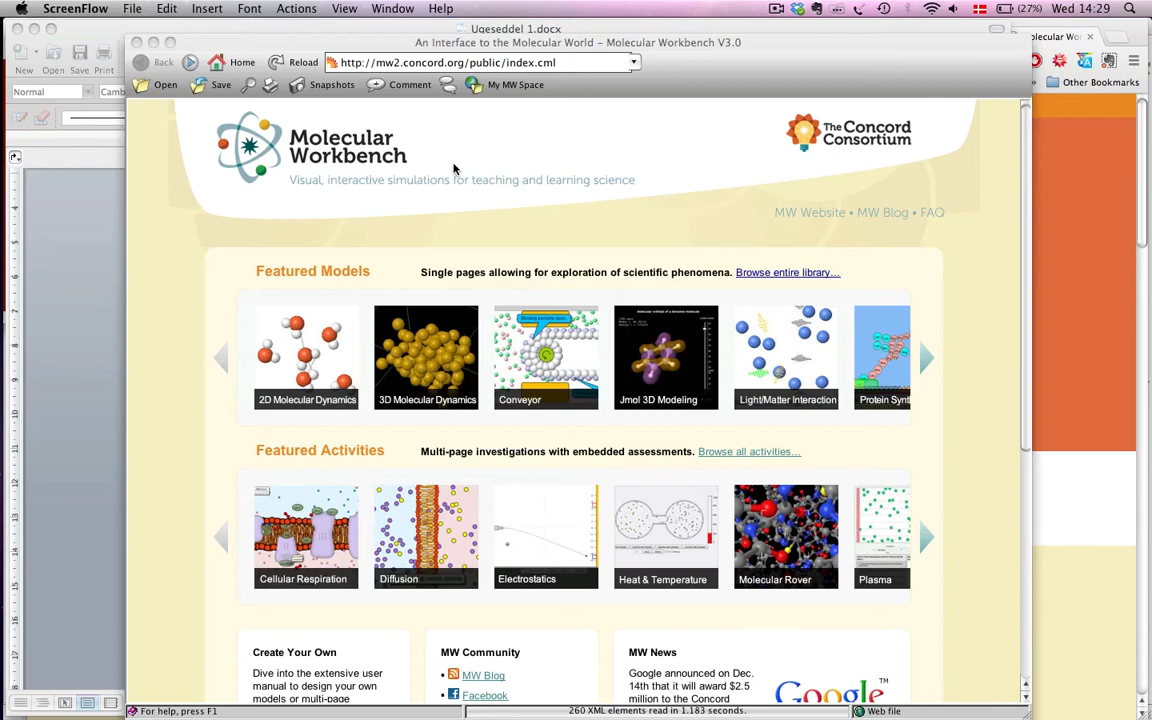 ScreenFlow File Edit Insert Font Actions View Window Help (27%) Wed 14:29
Ugeseddel 1.docx
An Interface to the Molecular World – Molecular Workbench V3.0
New Open Save Print
Back Home Reload http://mw2.concord.org/public/index.cml
Open Save Snapshots Comment My MW Space
Other Bookmarks
Normal
Molecular
Workbench
The Concord
Consortium
Visual, interactive simulations for teaching and learning science
MW Website • MW Blog • FAQ
Featured Models Single pages allowing for exploration of scientific phenomena. Browse entire library…
2D Molecular Dynamics 3D Molecular Dynamics Conveyor Jmol 3D Modeling Light/Matter Interaction Protein Synt
Featured Activities Multi-page investigations with embedded assessments. Browse all activities…
Cellular Respiration Diffusion Electrostatics Heat & Temperature Molecular Rover Plasma
Create Your Own
Dive into the extensive user
manual to design your own
models or multi-page
MW Community
• MW Blog
• Facebook
MW News
Google announced on Dec.
14th that it will award $2.5
million to the Concord
Google™
For help, press F1 260 XML elements read in 1.183 seconds. Web file